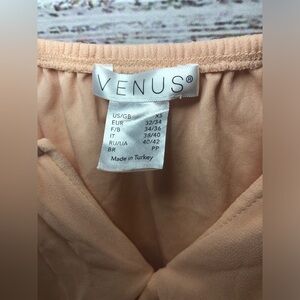 VENUS®
US/GB XS
EUR 32/34
F/B 34/36
IT 38/40
RU/UA 40/42
BR PP
Made in Turkey